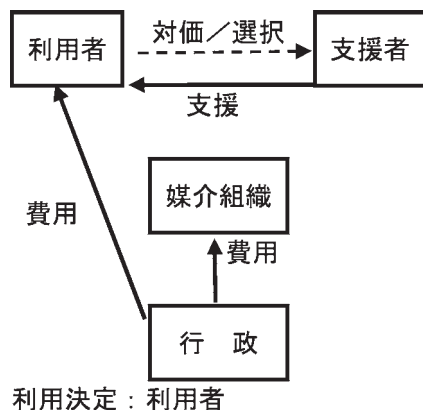 利用者
対価／選択
支援者
支援
媒介組織
費用
費用
行　政
利用決定：利用者